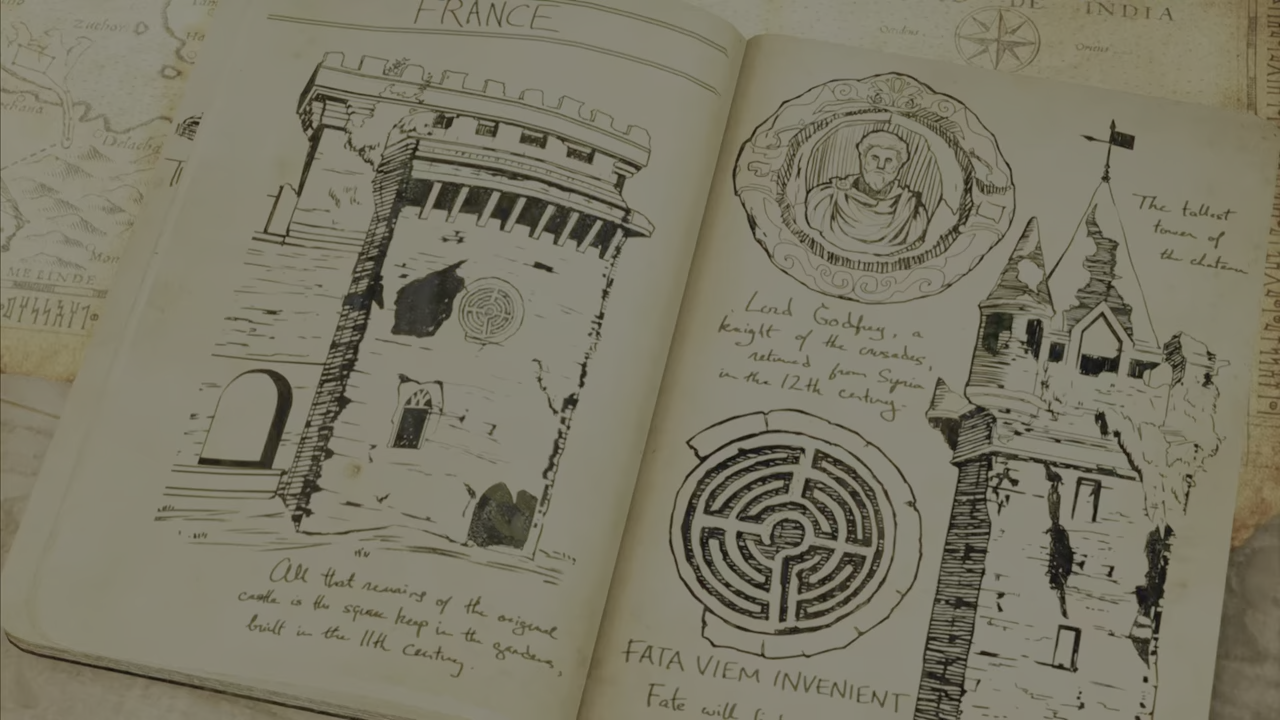 FRANCE
All that remains of the original
castle is the square keep in the gardens,
built in the 11th century.
Lord Godfrey, a
knight of the crusades,
returned from Syria
in the 12th century.
FATA VIEM INVENIENT
Fate will
The tallest
tower of
the chateau
DE INDIA
MELINDE